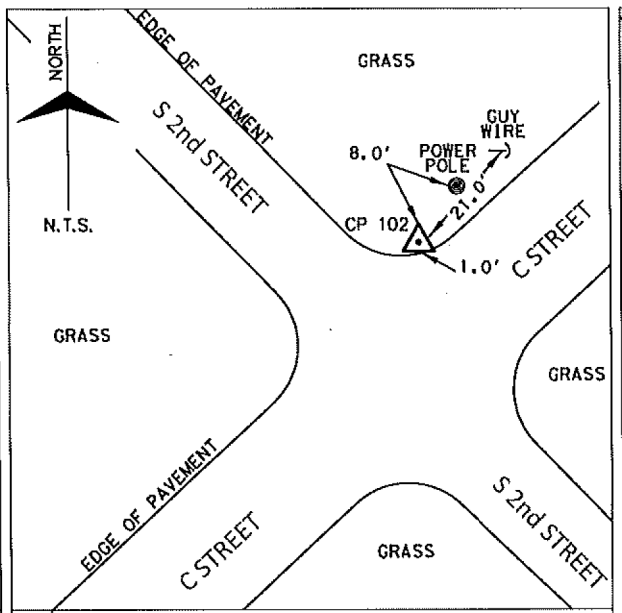 NORTH
N.T.S.
EDGE OF PAVEMENT
S 2nd STREET
GRASS
GUY
WIRE
POWER
POLE
8.0'
21.0'
CP 102
1.0'
C STREET
GRASS
GRASS
EDGE OF PAVEMENT
C STREET
GRASS
S 2nd STREET